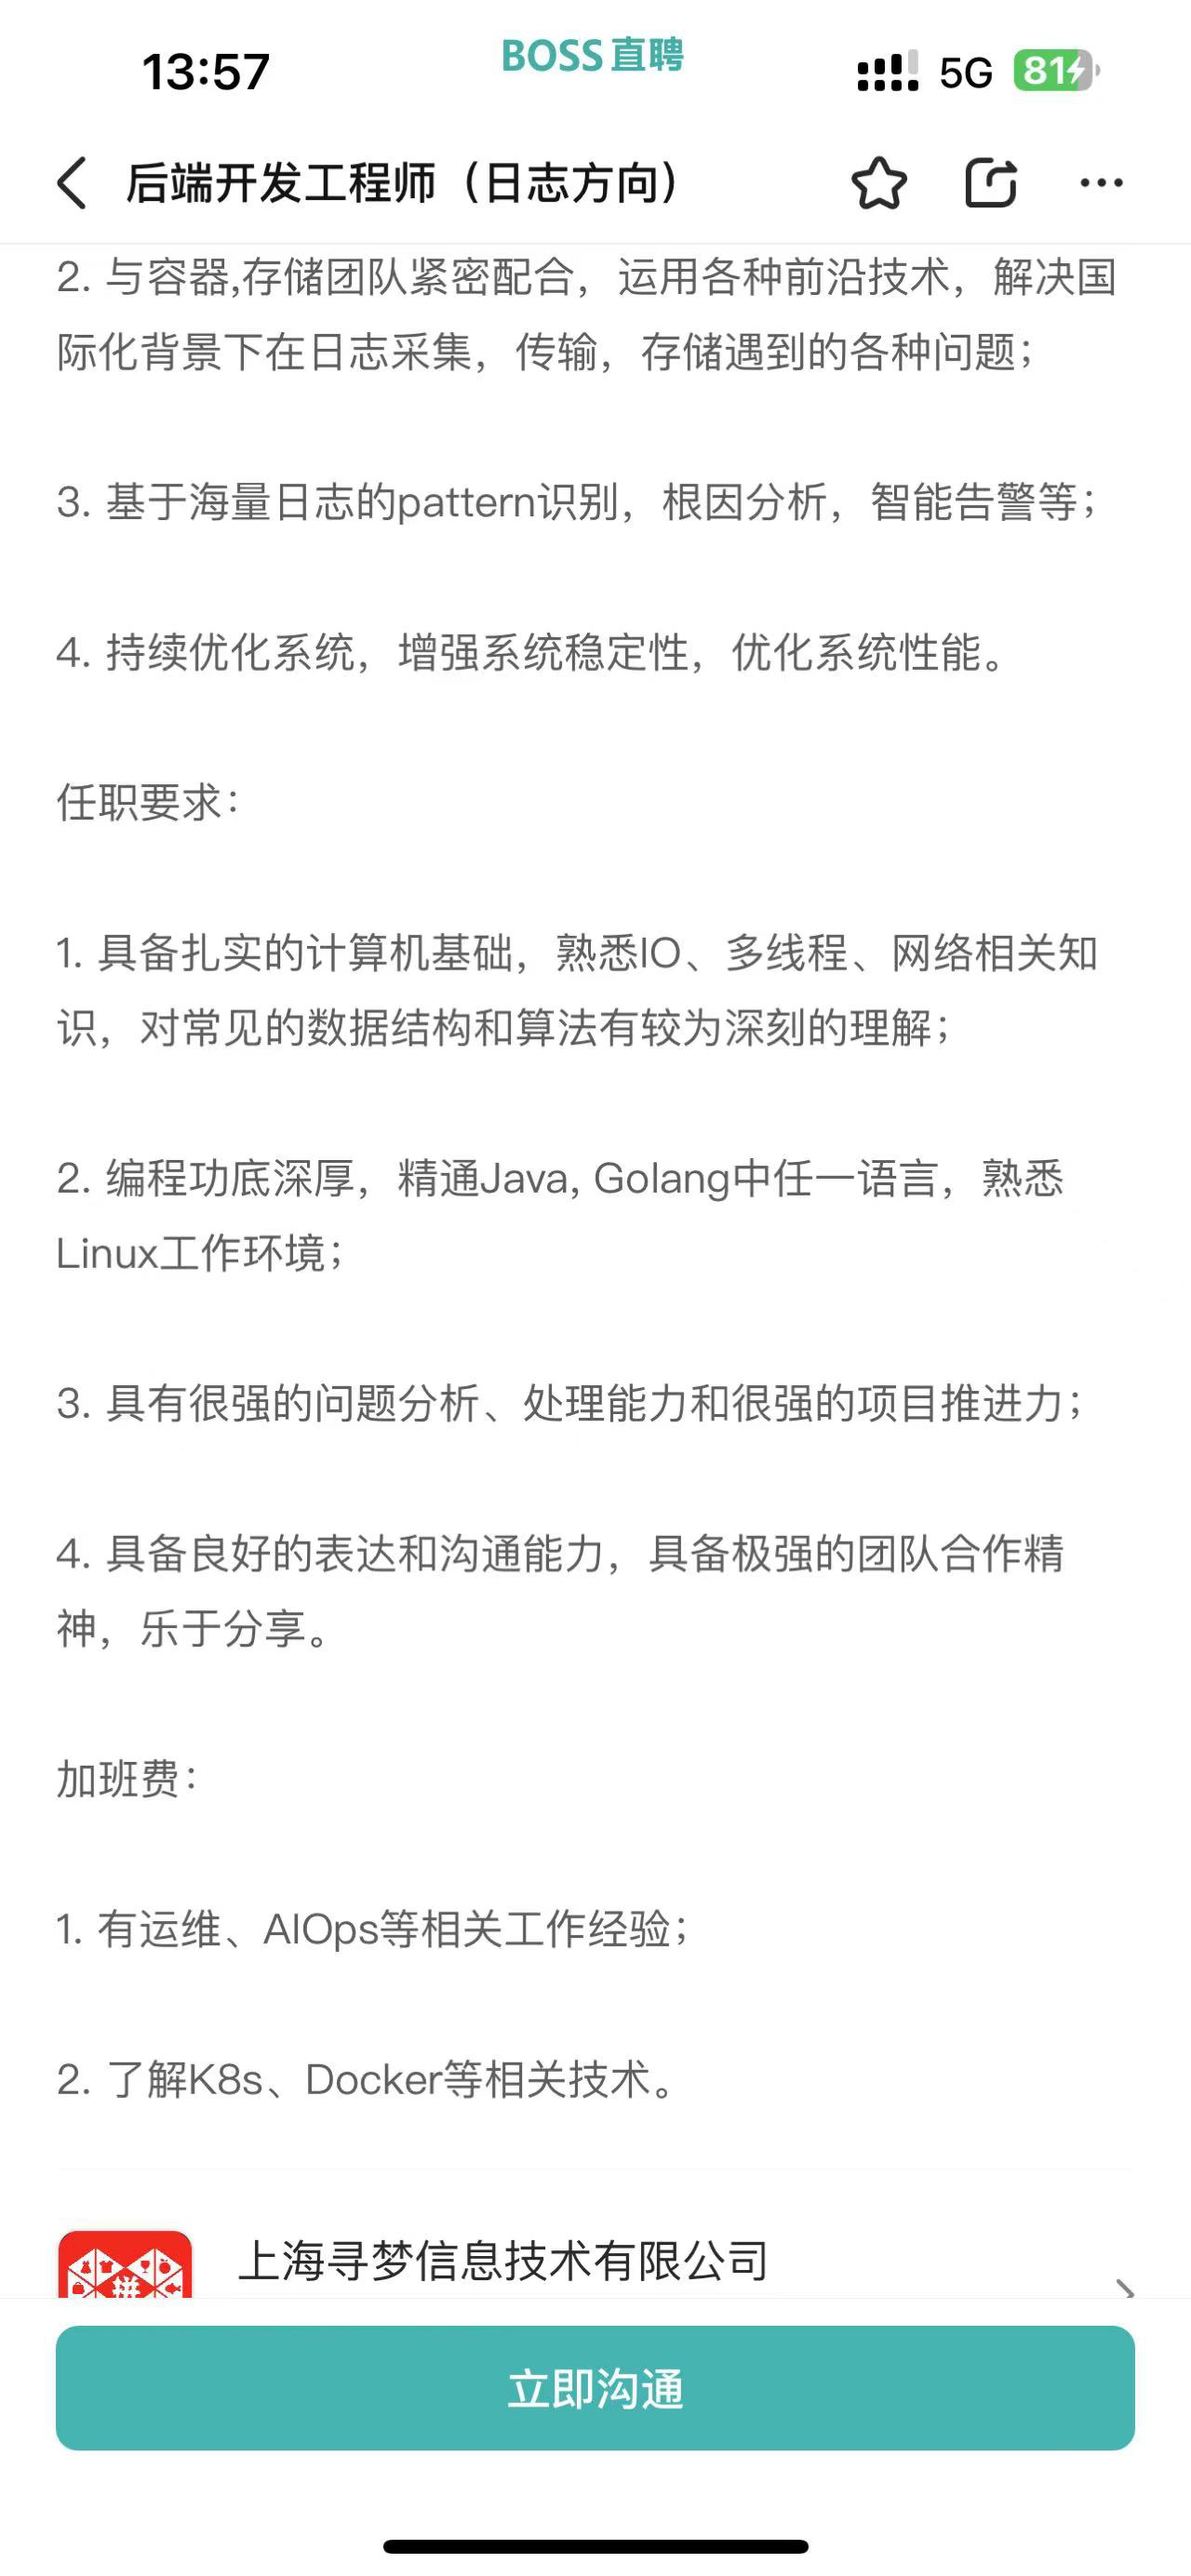 13:57
BOSS直聘
5G
81
后端开发工程师（日志方向）
2. 与容器,存储团队紧密配合，运用各种前沿技术，解决国
际化背景下在日志采集，传输，存储遇到的各种问题；
3. 基于海量日志的pattern识别，根因分析，智能告警等；
4. 持续优化系统，增强系统稳定性，优化系统性能。
任职要求：
1. 具备扎实的计算机基础，熟悉IO、多线程、网络相关知
识，对常见的数据结构和算法有较为深刻的理解；
2. 编程功底深厚，精通Java, Golang中任一语言，熟悉
Linux工作环境；
3. 具有很强的问题分析、处理能力和很强的项目推进力；
4. 具备良好的表达和沟通能力，具备极强的团队合作精
神，乐于分享。
加班费：
1. 有运维、AIOps等相关工作经验；
2. 了解K8s、Docker等相关技术。
拼
上海寻梦信息技术有限公司
立即沟通